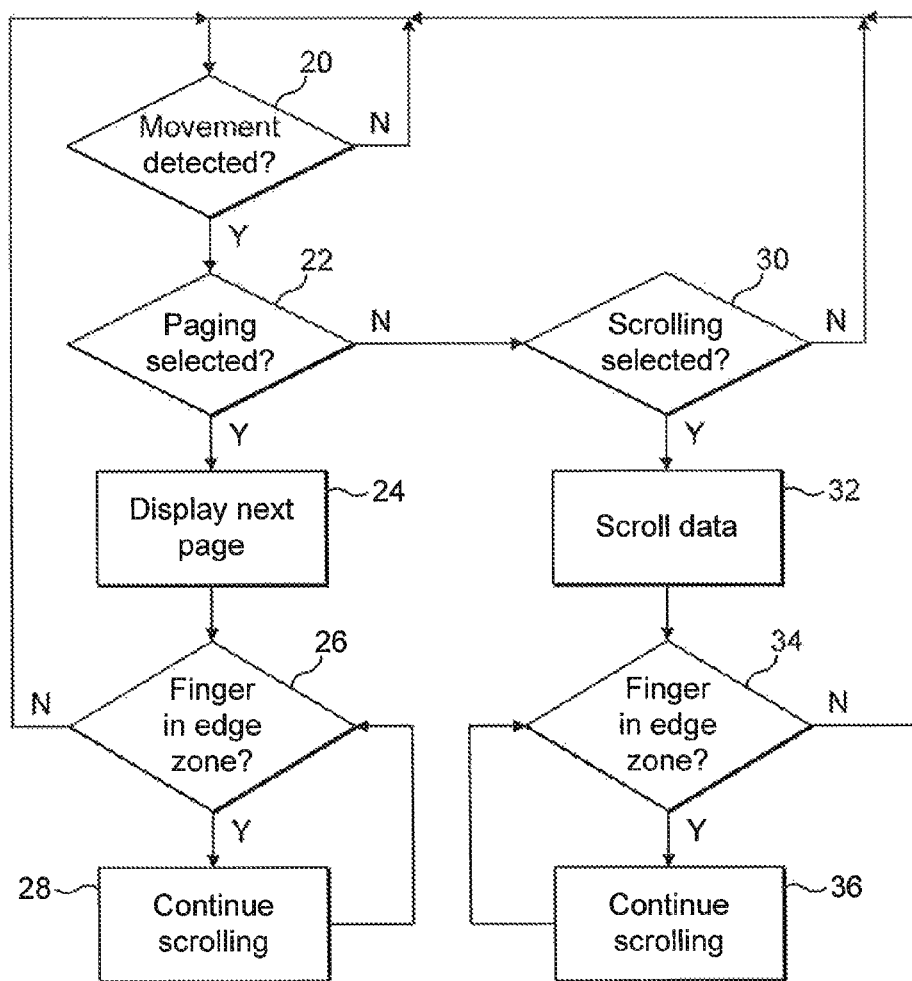 20
Movement
detected?
N
Y
22
Paging
selected?
N
30
Scrolling
selected?
N
Y
Y
24
Display next
page
32
Scroll data
26
Finger
in edge
zone?
N
34
Finger
in edge
zone?
N
Y
Y
28
Continue
scrolling
36
Continue
scrolling